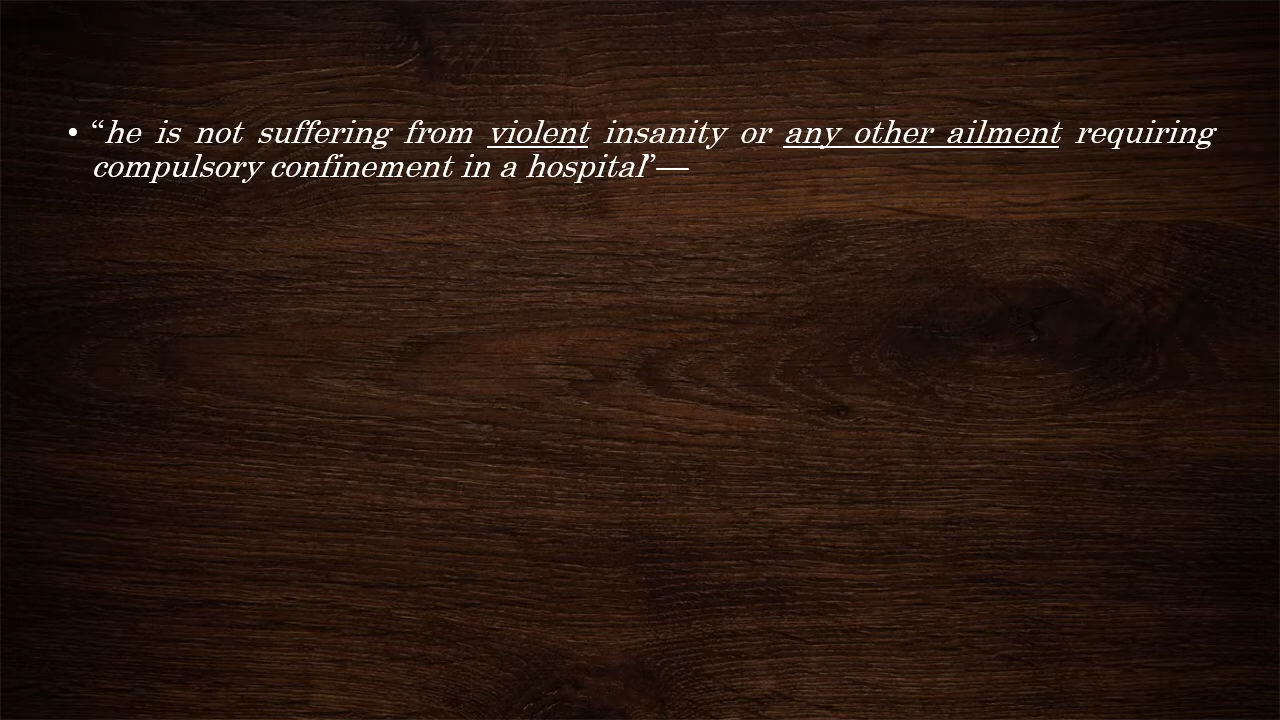 • “he is not suffering from violent insanity or any other ailment requiring
compulsory confinement in a hospital”—